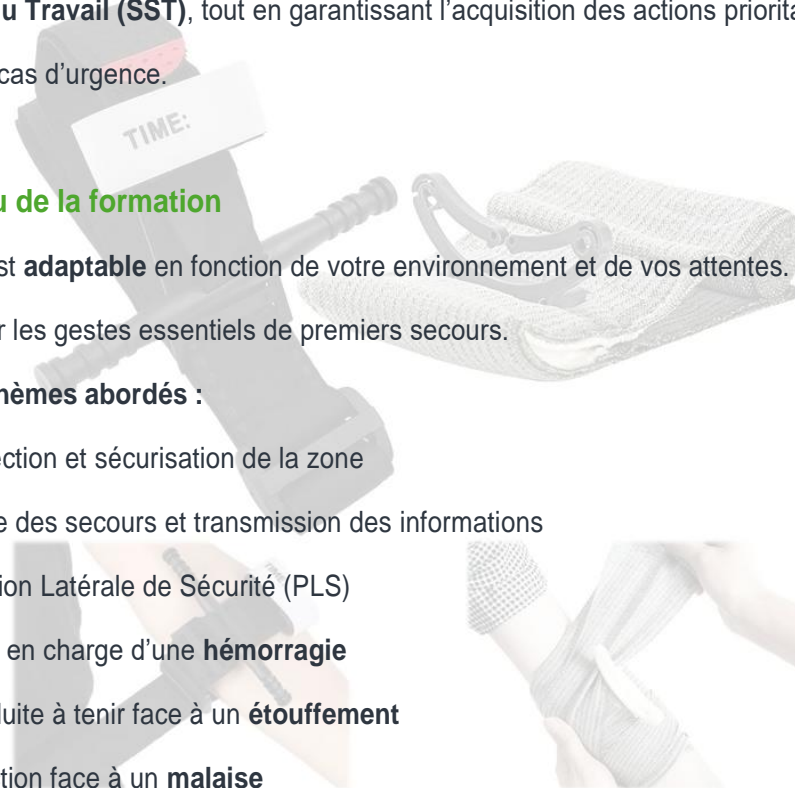 u Travail (SST), tout en garantissant l'acquisition des actions priorita
cas d'urgence.
TIME:
u de la formation
st adaptable en fonction de votre environnement et de vos attentes.
r les gestes essentiels de premiers secours.
hèmes abordés :
ection et sécurisation de la zone
e des secours et transmission des informations
ion Latérale de Sécurité (PLS)
en charge d'une hémorragie
duite à tenir face à un étouffement
tion face à un malaise